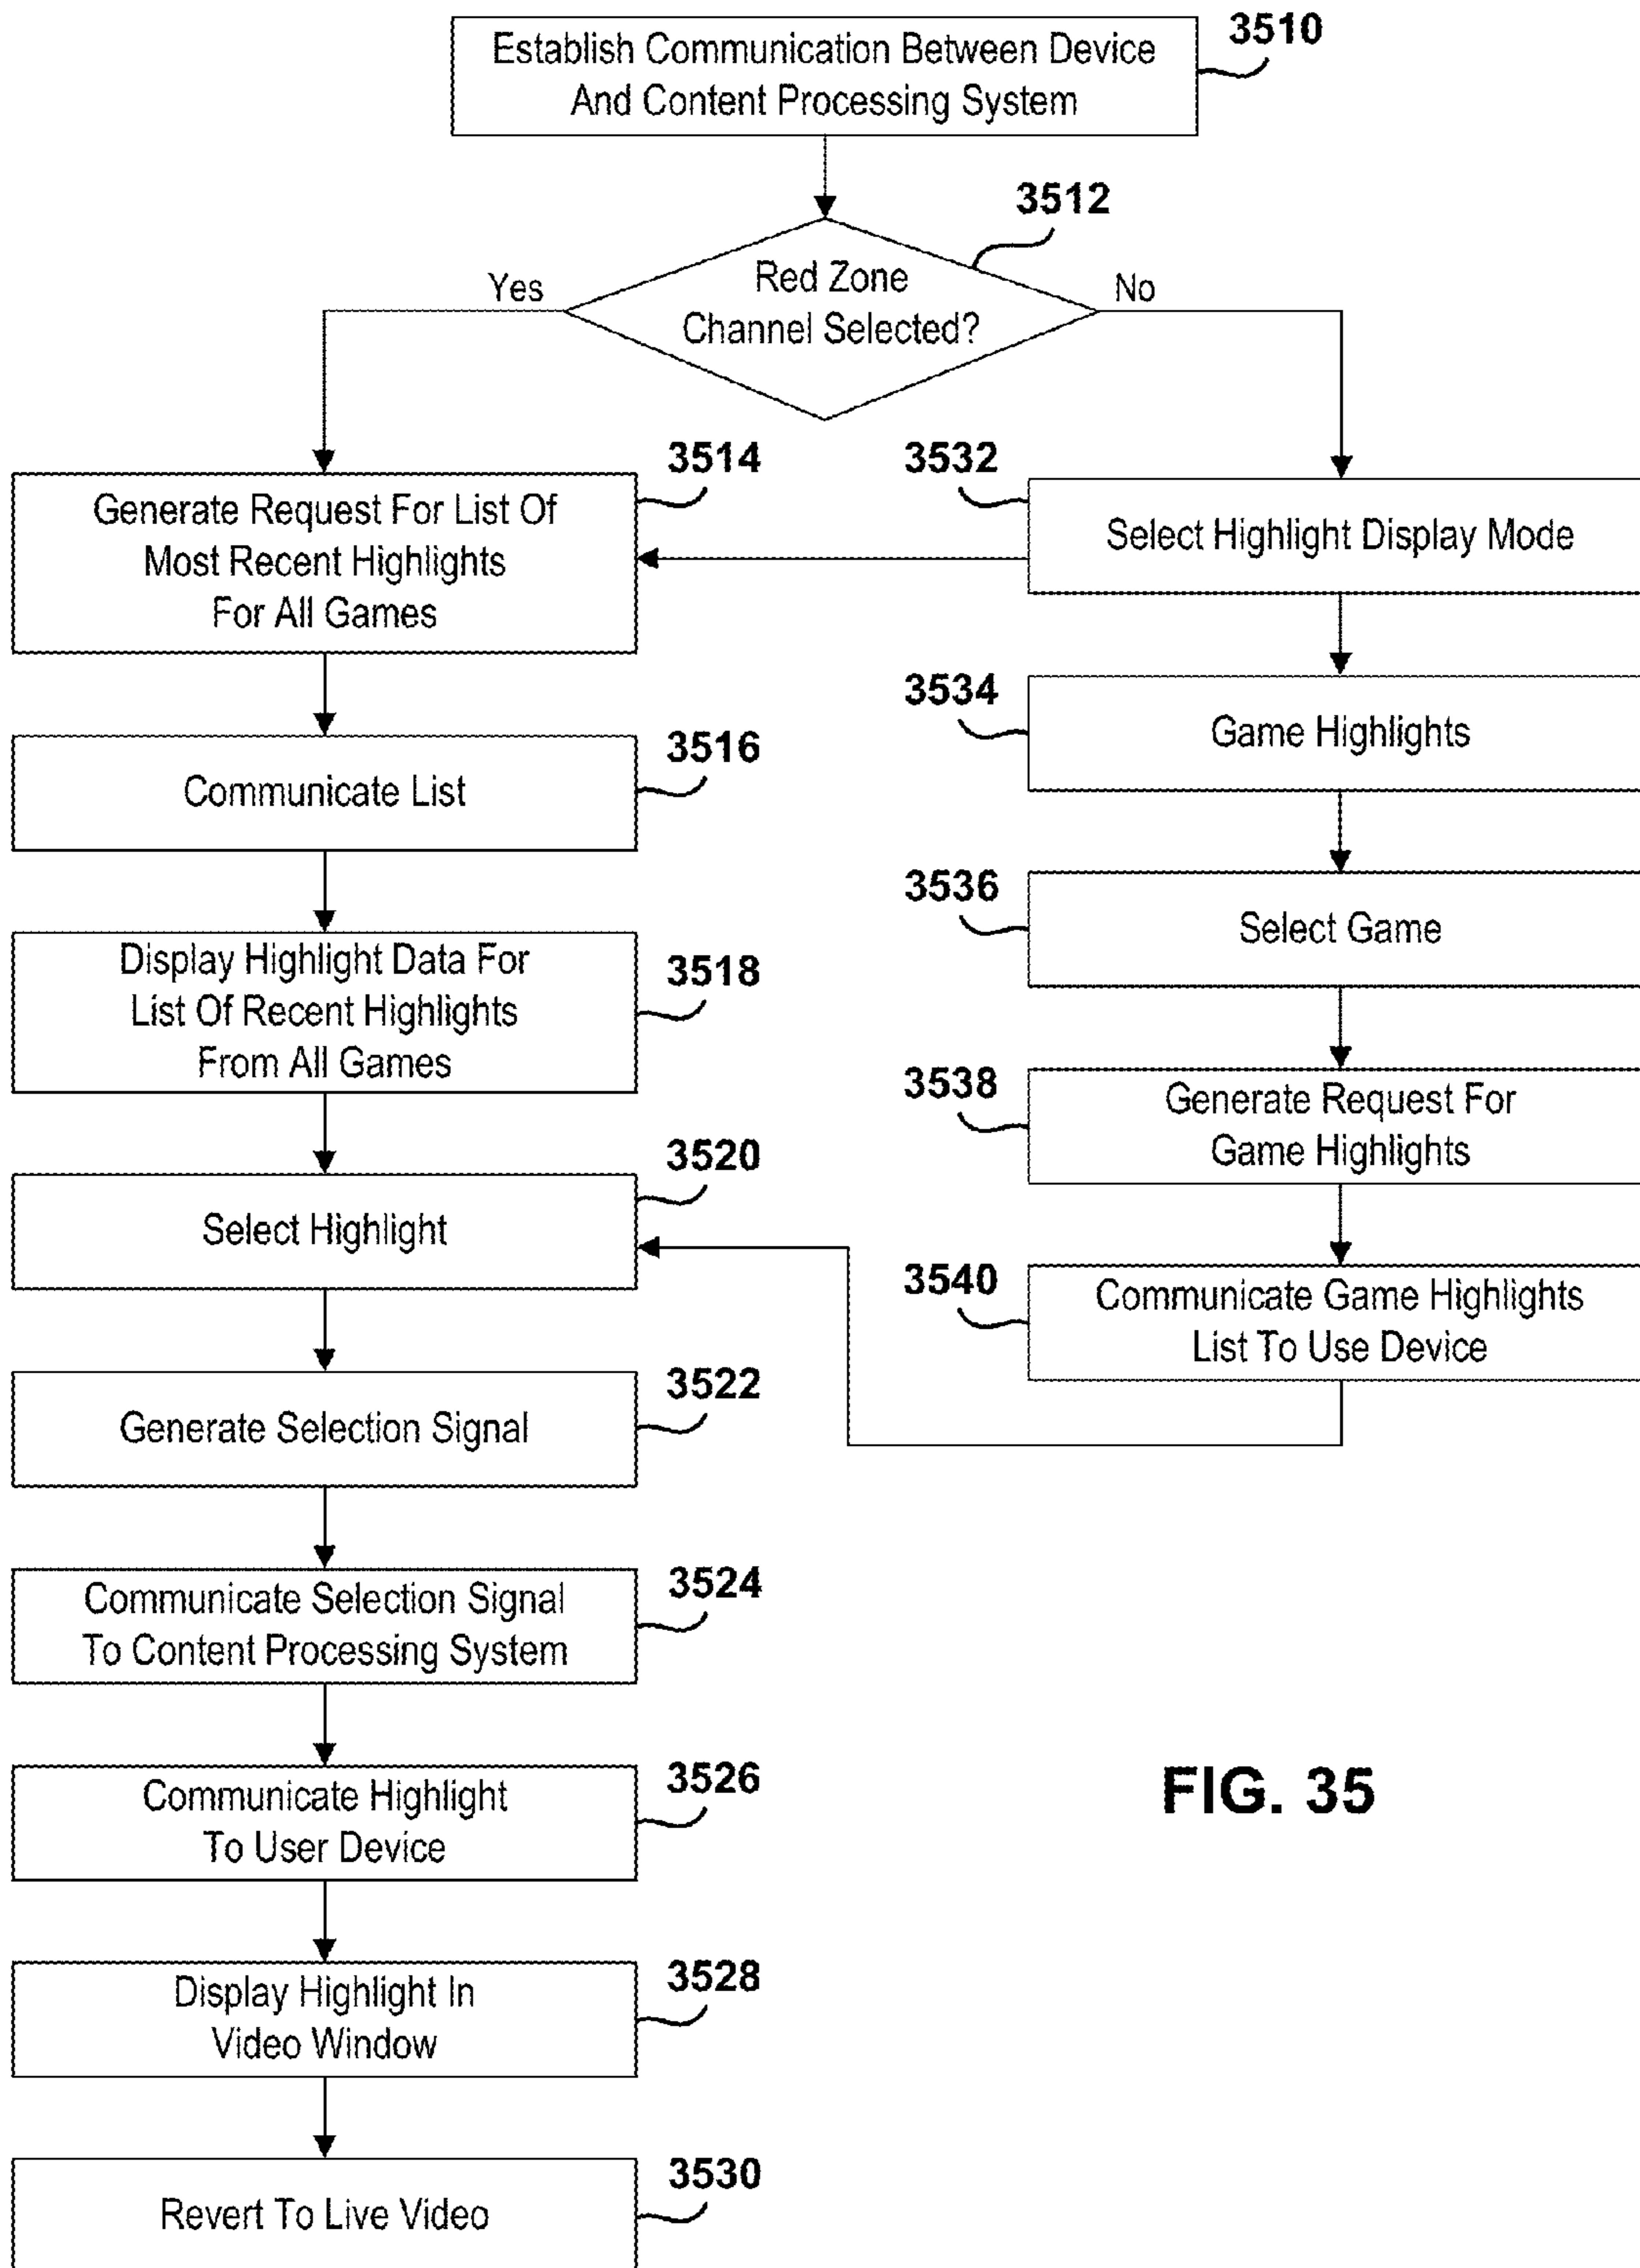 3510
Establish Communication Between Device
And Content Processing System
3512
Red Zone
Channel Selected?
Yes
No
3514
Generate Request For List Of
Most Recent Highlights
For All Games
3532
Select Highlight Display Mode
3516
Communicate List
3534
Game Highlights
3518
Display Highlight Data For
List Of Recent Highlights
From All Games
3536
Select Game
3538
Generate Request For
Game Highlights
3520
Select Highlight
3540
Communicate Game Highlights
List To Use Device
3522
Generate Selection Signal
3524
Communicate Selection Signal
To Content Processing System
3526
Communicate Highlight
To User Device
3528
Display Highlight In
Video Window
3530
Revert To Live Video
FIG. 35